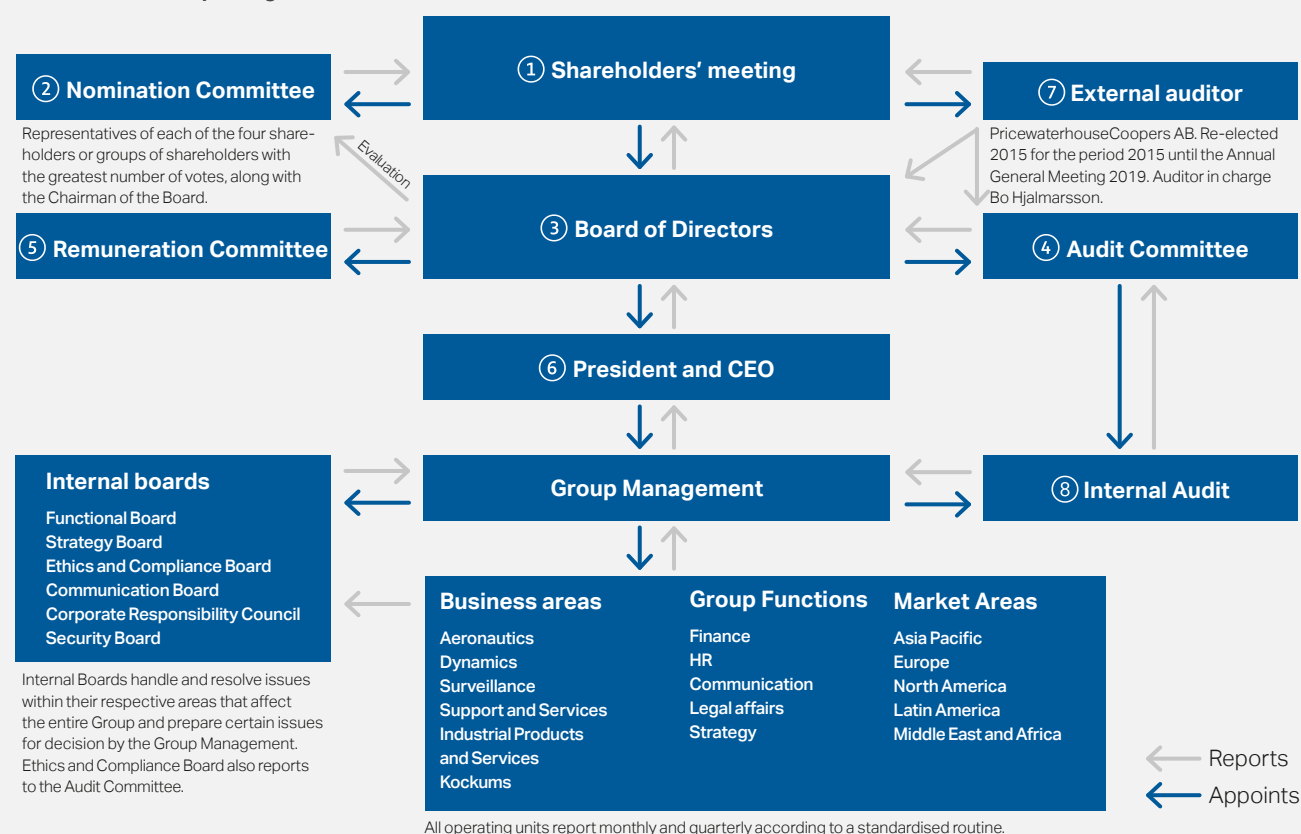 ① Shareholders' meeting
② Nomination Committee
Representatives of each of the four share-
holders or groups of shareholders with
the greatest number of votes, along with
the Chairman of the Board.
⑦ External auditor
PricewaterhouseCoopers AB. Re-elected
2015 for the period 2015 until the Annual
General Meeting 2019. Auditor in charge
Bo Hjalmarsson.
Evaluation
③ Board of Directors
⑤ Remuneration Committee
④ Audit Committee
⑥ President and CEO
Internal boards
Functional Board
Strategy Board
Ethics and Compliance Board
Communication Board
Corporate Responsibility Council
Security Board
Internal Boards handle and resolve issues
within their respective areas that affect
the entire Group and prepare certain issues
for decision by the Group Management.
Ethics and Compliance Board also reports
to the Audit Committee.
Group Management
⑧ Internal Audit
Business areas
Aeronautics
Dynamics
Surveillance
Support and Services
Industrial Products
and Services
Kockums
Group Functions
Finance
HR
Communication
Legal affairs
Strategy
Market Areas
Asia Pacific
Europe
North America
Latin America
Middle East and Africa
Reports
Appoints
All operating units report monthly and quarterly according to a standardised routine.